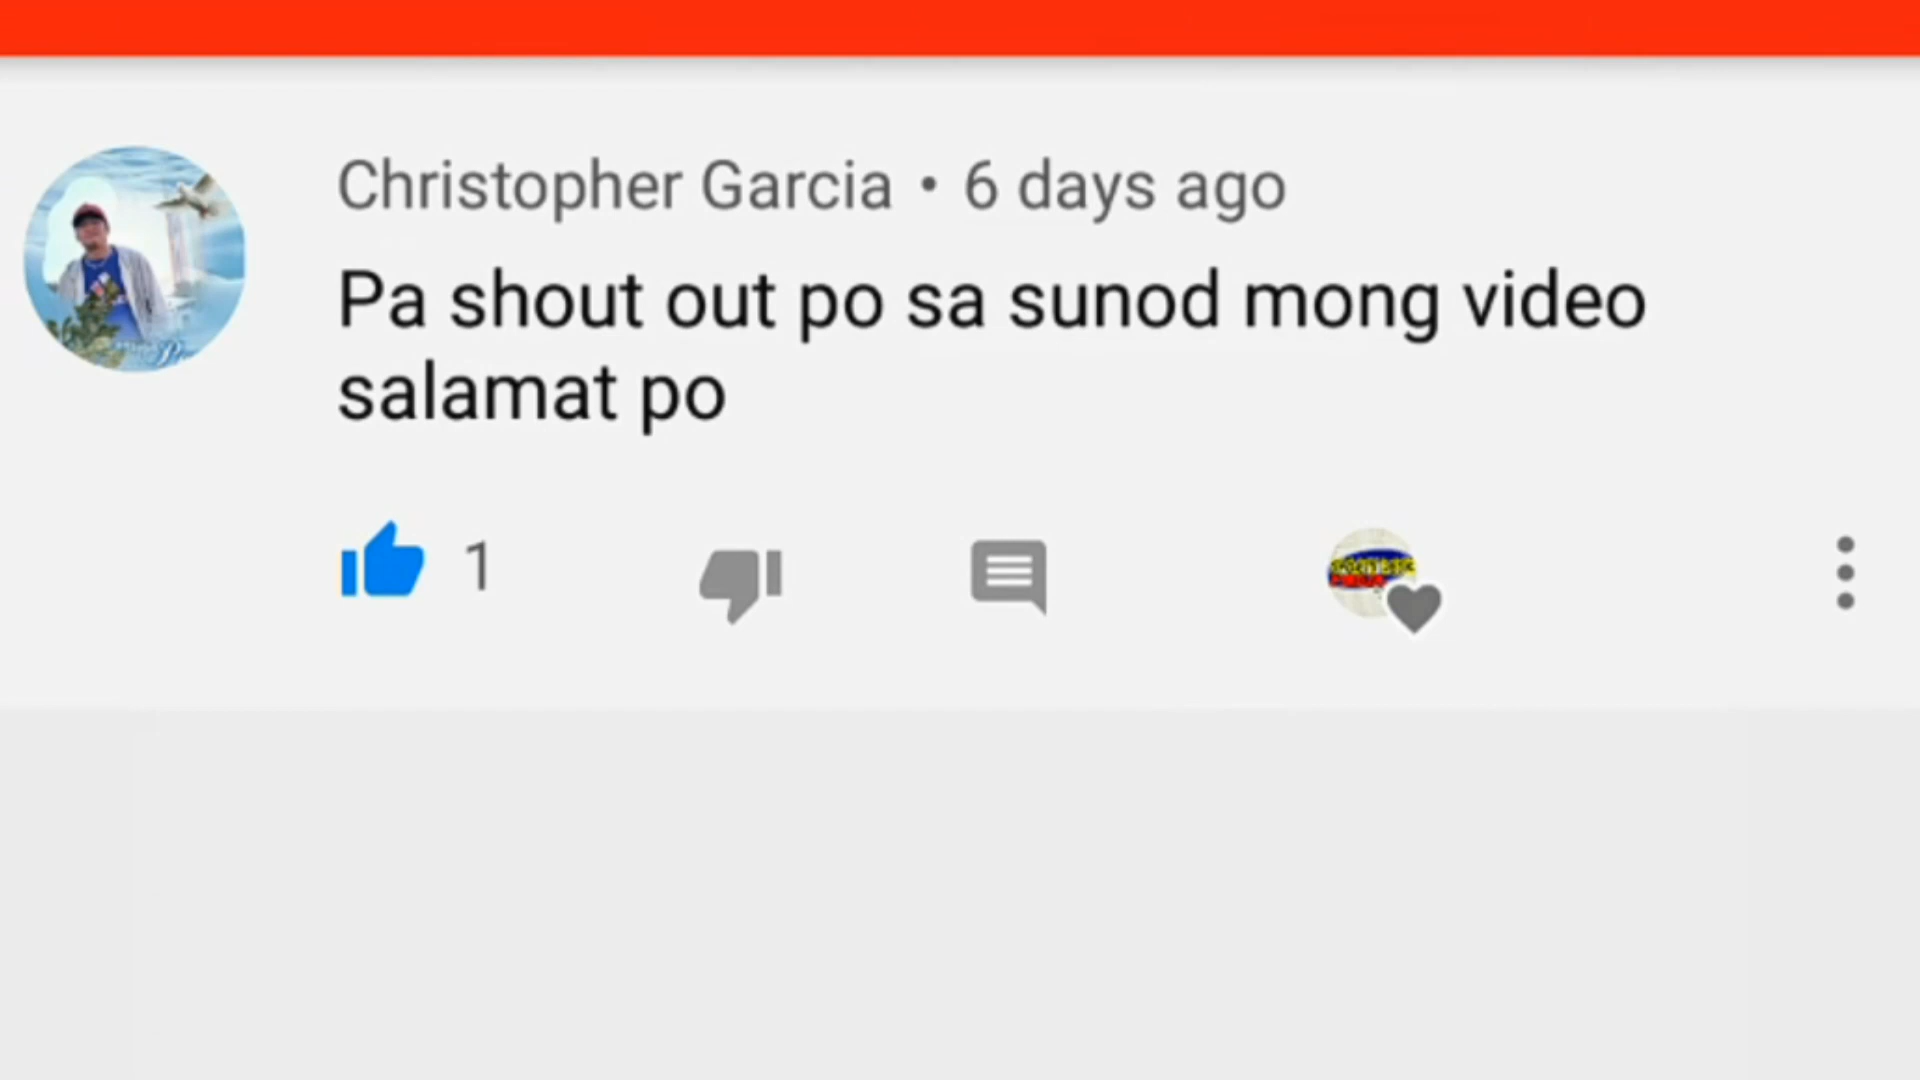 Christopher Garcia • 6 days ago
Pa shout out po sa sunod mong video
salamat po
1